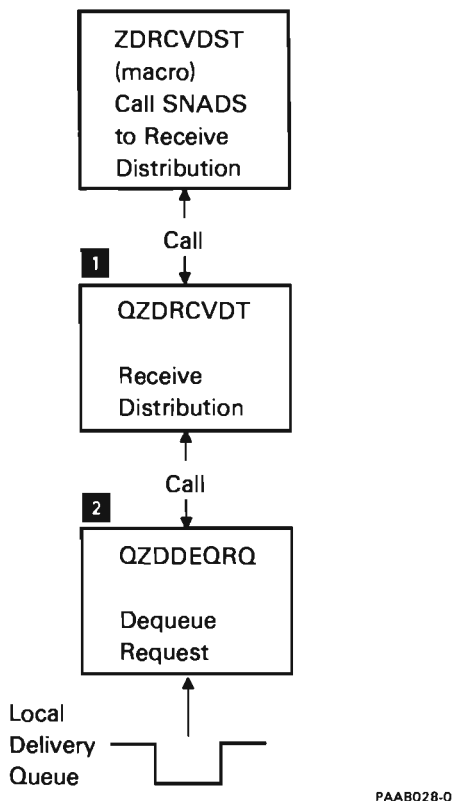 ZDRCVDST
(macro)
Call SNADS
to Receive
Distribution
Call
1
QZDRCVDT
Receive
Distribution
Call
2
QZDDEQRQ
Dequeue
Request
Local
Delivery
Queue
PAAB028-0